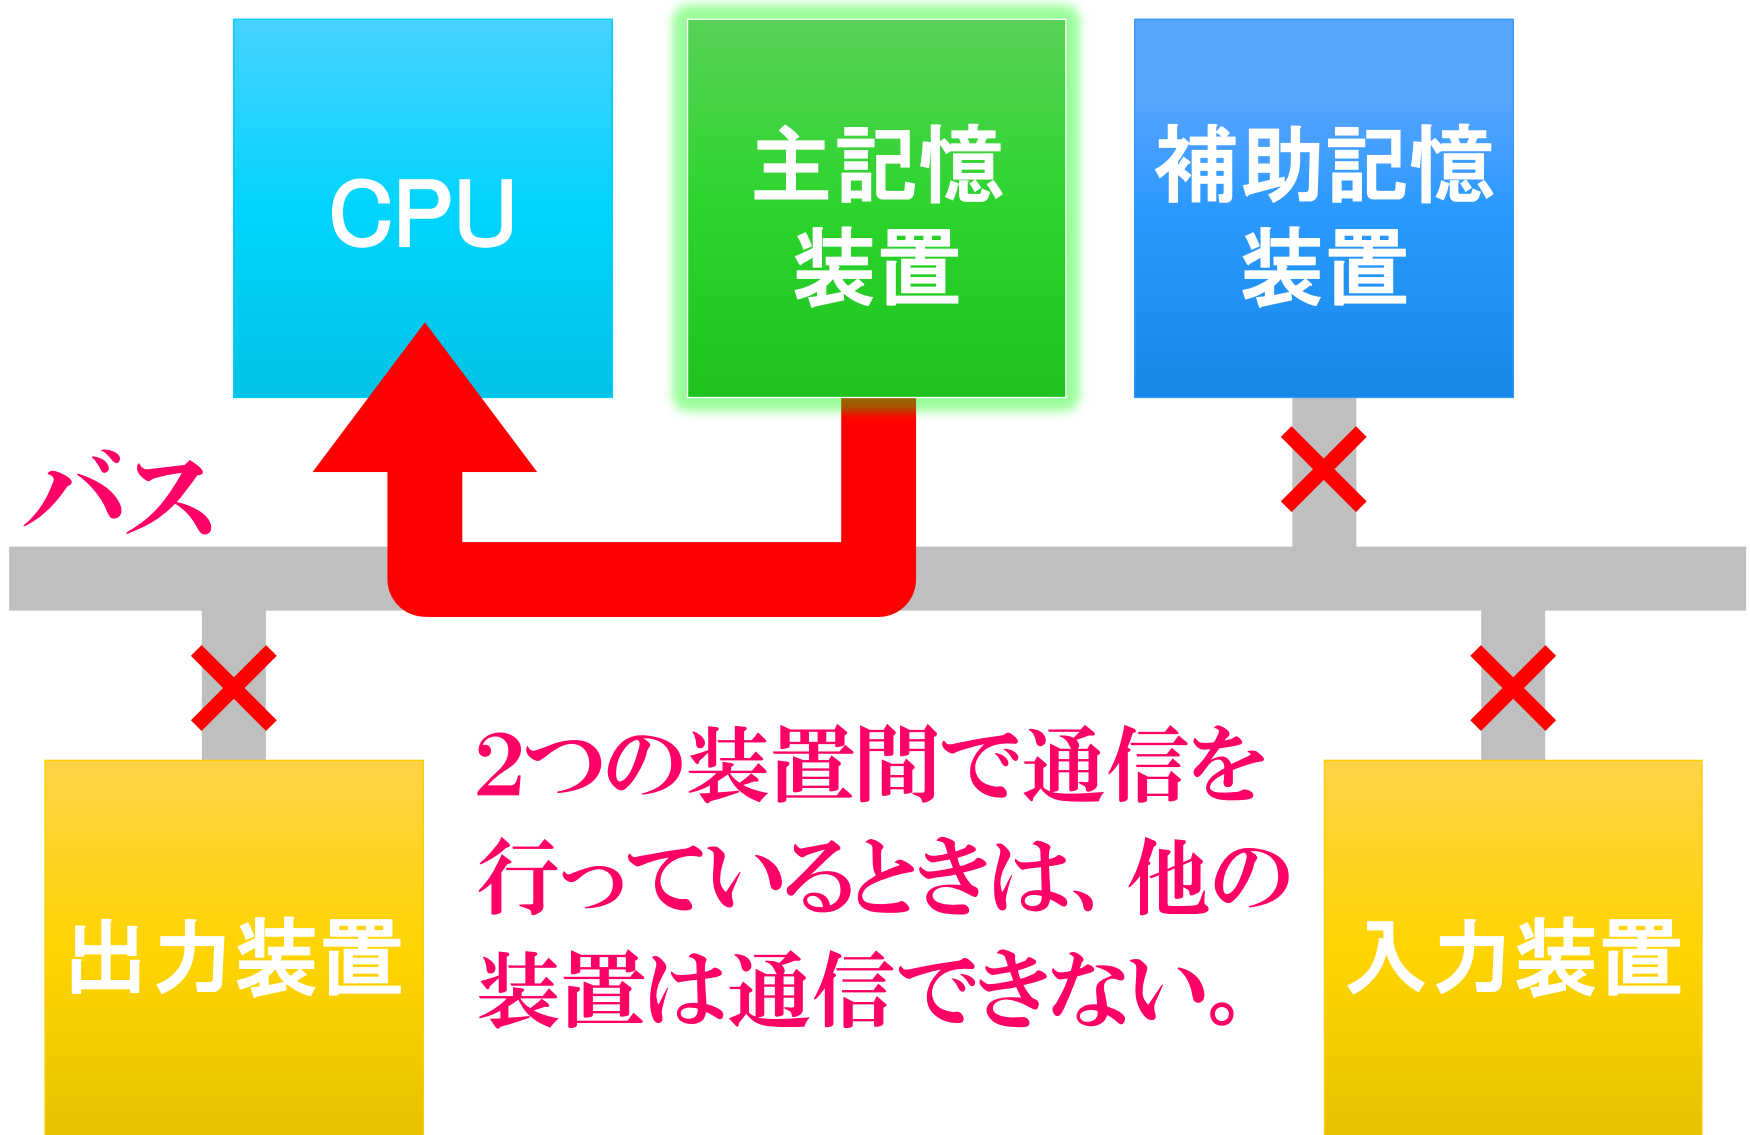 CPU
主記憶
装置
補助記憶
装置
バス
2つの装置間で通信を
行っているときは、他の
装置は通信できない。
出力装置
入力装置